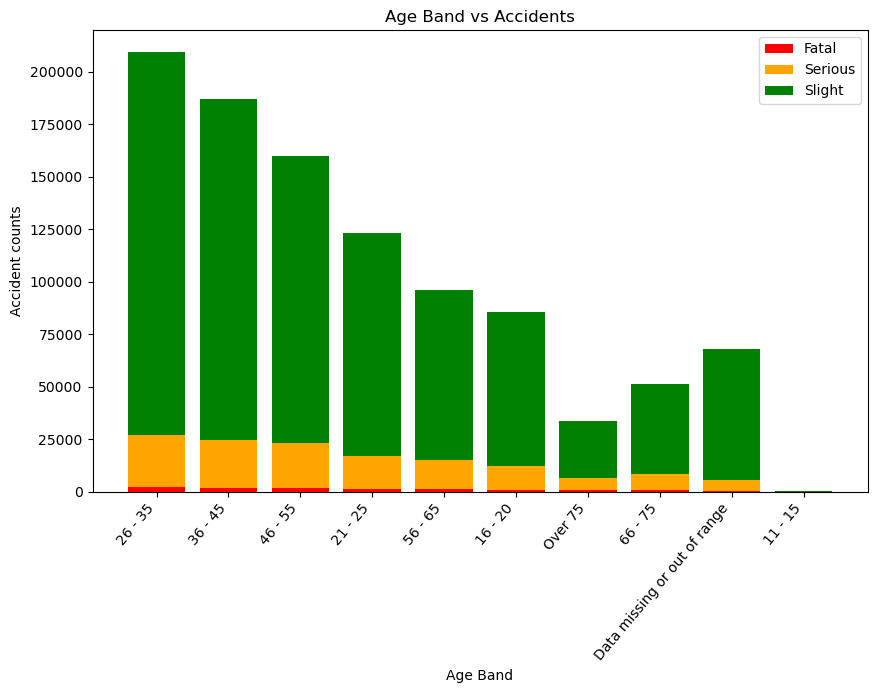 Age Band vs Accidents
Fatal
Serious
Slight
200000
175000
150000
125000
100000
75000
50000
25000
0
Accident counts
26 - 35
36 - 45
46 - 55
21 - 25
56 - 65
16 - 20
Over 75
66 - 75
Data missing or out of range
11 - 15
Age Band